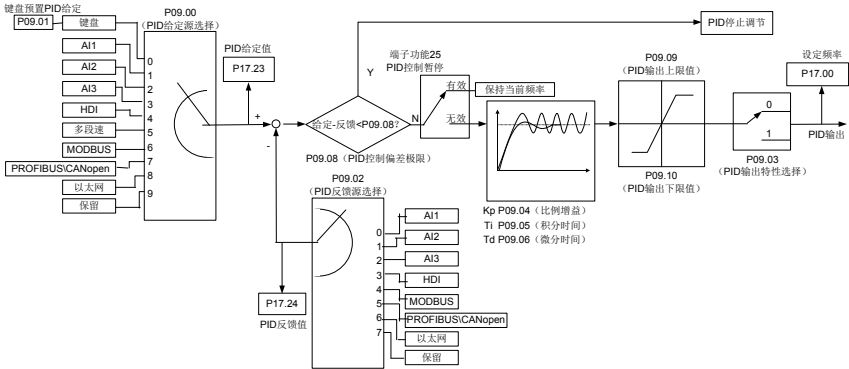 键盘预置PID给定
P09.01
键盘
AI1
AI2
AI3
HDI
多段速
MODBUS
PROFIBUS\CANopen
以太网
保留
P09.00
(PID给定源选择)
0
1
2
3
4
5
6
7
8
9
PID给定值
P17.23
+
-
给定-反馈<P09.08?
Y
N
P09.08(PID控制偏差极限)
PID停止调节
端子功能25
PID控制暂停
有效
无效
保持当前频率
Kp P09.04(比例增益)
Ti P09.05(积分时间)
Td P09.06(微分时间)
P09.09
(PID输出上限值)
P09.10
(PID输出下限值)
0
1
P09.03
(PID输出特性选择)
设定频率
P17.00
PID输出
P09.02
(PID反馈源选择)
0
1
2
3
4
5
6
7
AI1
AI2
AI3
HDI
MODBUS
PROFIBUS\CANopen
以太网
保留
P17.24
PID反馈值